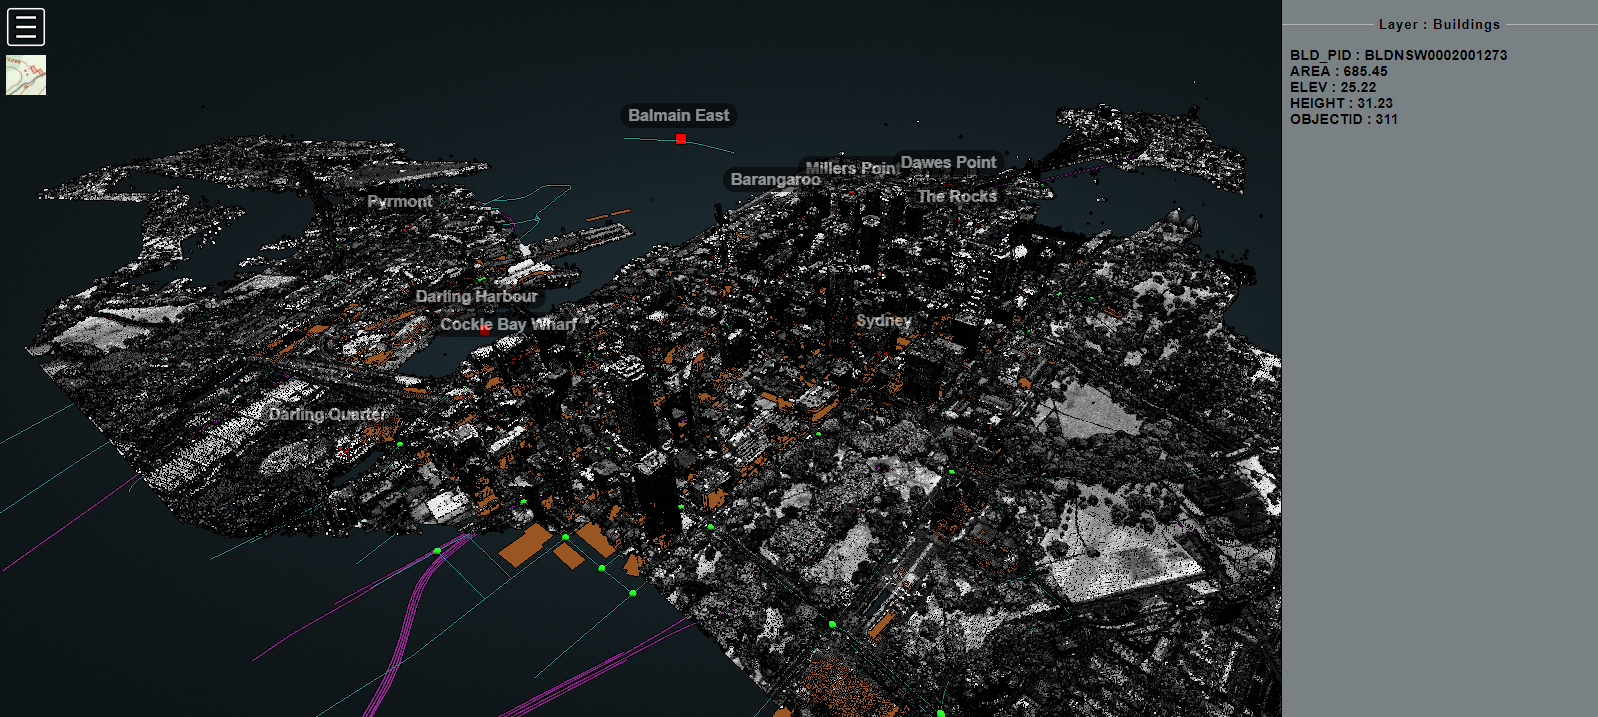 Layer : Buildings
BLD_PID : BLDNSW0002001273
AREA : 685.45
ELEV : 25.22
HEIGHT : 31.23
OBJECTID : 311
Balmain East
Millers Point
Dawes Point
Barangaroo
The Rocks
Pyrmont
Darling Harbour
Cockle Bay Wharf
Sydney
Darling Quarter